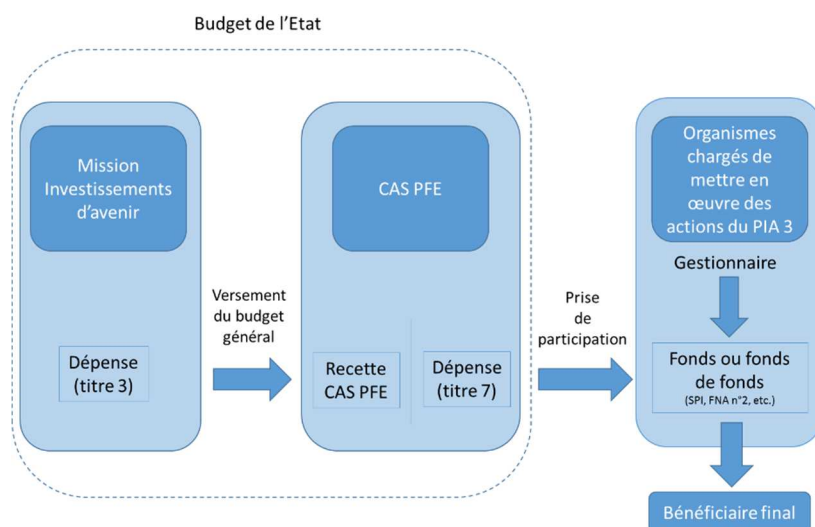 Budget de l’Etat
Mission
Investissements
d’avenir
Dépense
(titre 3)
Versement
du budget
général
CAS PFE
Recette
CAS PFE
Dépense
(titre 7)
Prise
de
participation
Organismes
chargés de
mettre en
œuvre des
actions du PIA 3
Gestionnaire
Fonds ou fonds
de fonds
(SPI, FNA n°2, etc.)
Bénéficiaire final